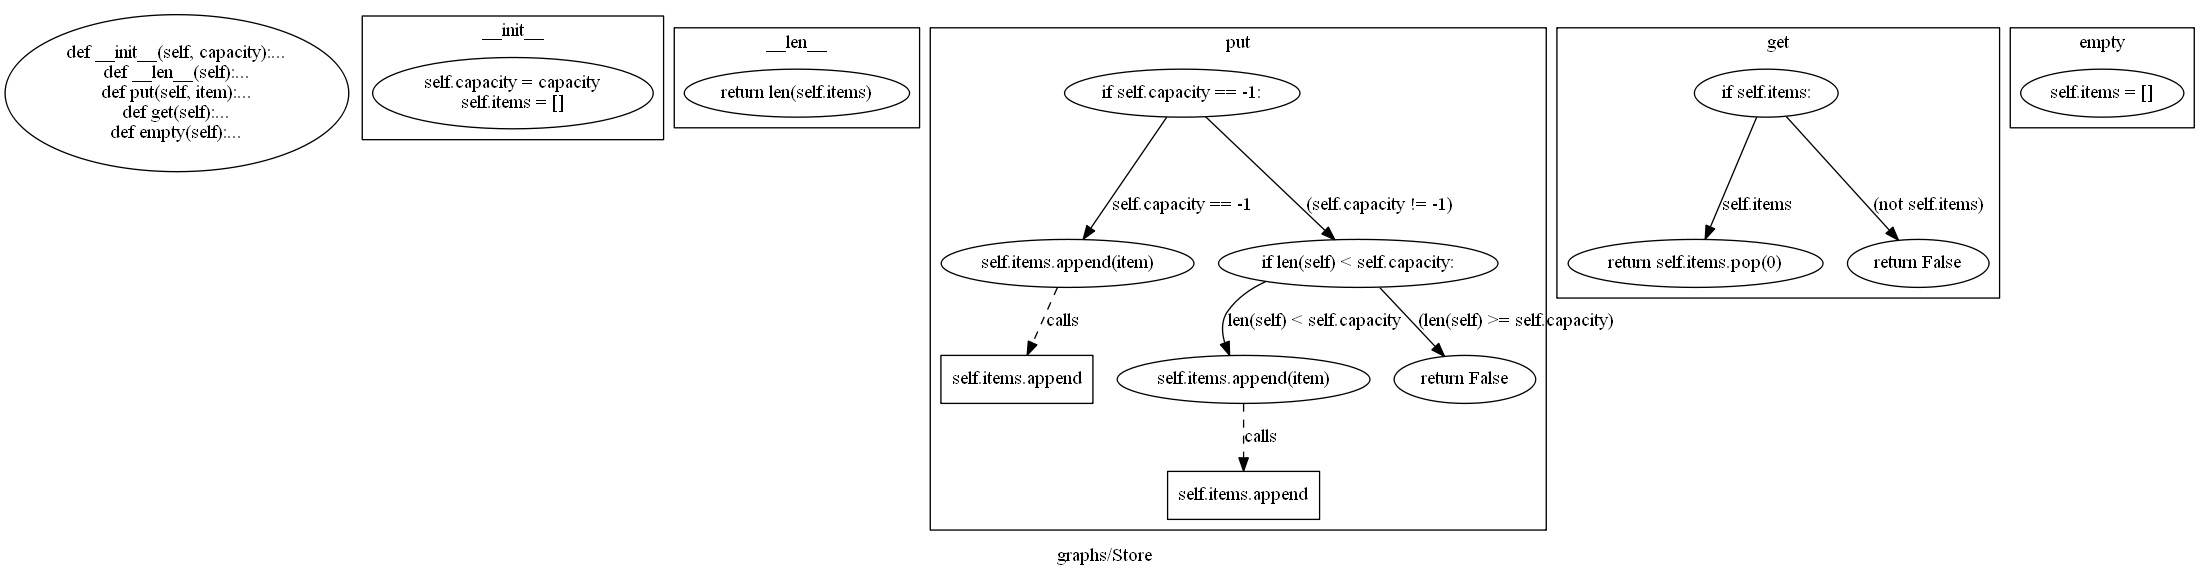 def __init__(self, capacity):...
def __len__(self):...
def put(self, item):...
def get(self):...
def empty(self):...
__init__
self.capacity = capacity
self.items = []
__len__
return len(self.items)
put
if self.capacity == -1:
self.capacity == -1
(self.capacity != -1)
self.items.append(item)
if len(self) < self.capacity:
calls
len(self) < self.capacity
(len(self) >= self.capacity)
self.items.append
self.items.append(item)
return False
calls
self.items.append
get
if self.items:
self.items
(not self.items)
return self.items.pop(0)
return False
empty
self.items = []
graphs/Store